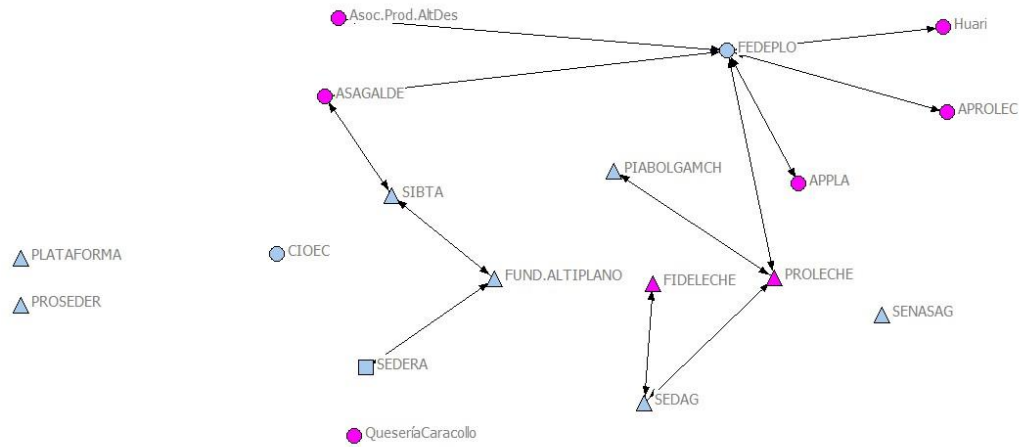 Asoc.Prod.AltDes
Huari
FEDEPLO
ASAGALDE
APROLEC
PIABOLGAMCH
APPLA
SIBTA
PLATAFORMA
CIOEC
FUND.ALTIPLANO
FIDELECHE
PROLECHE
PROSEDER
SENASAG
SEDERA
SEDAG
QueseríaCaracollo